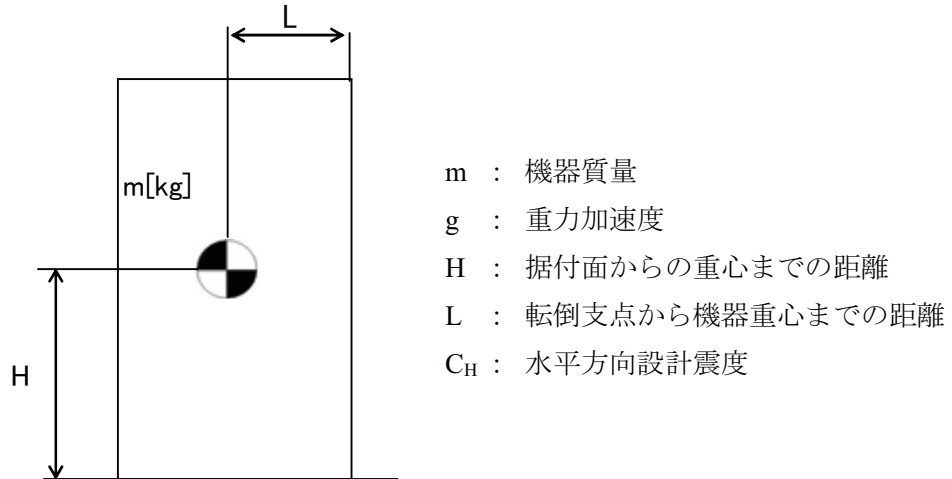 L
m[kg]
H
m : 機器質量
g : 重力加速度
H : 据付面からの重心までの距離
L : 転倒支点から機器重心までの距離
C_H : 水平方向設計震度